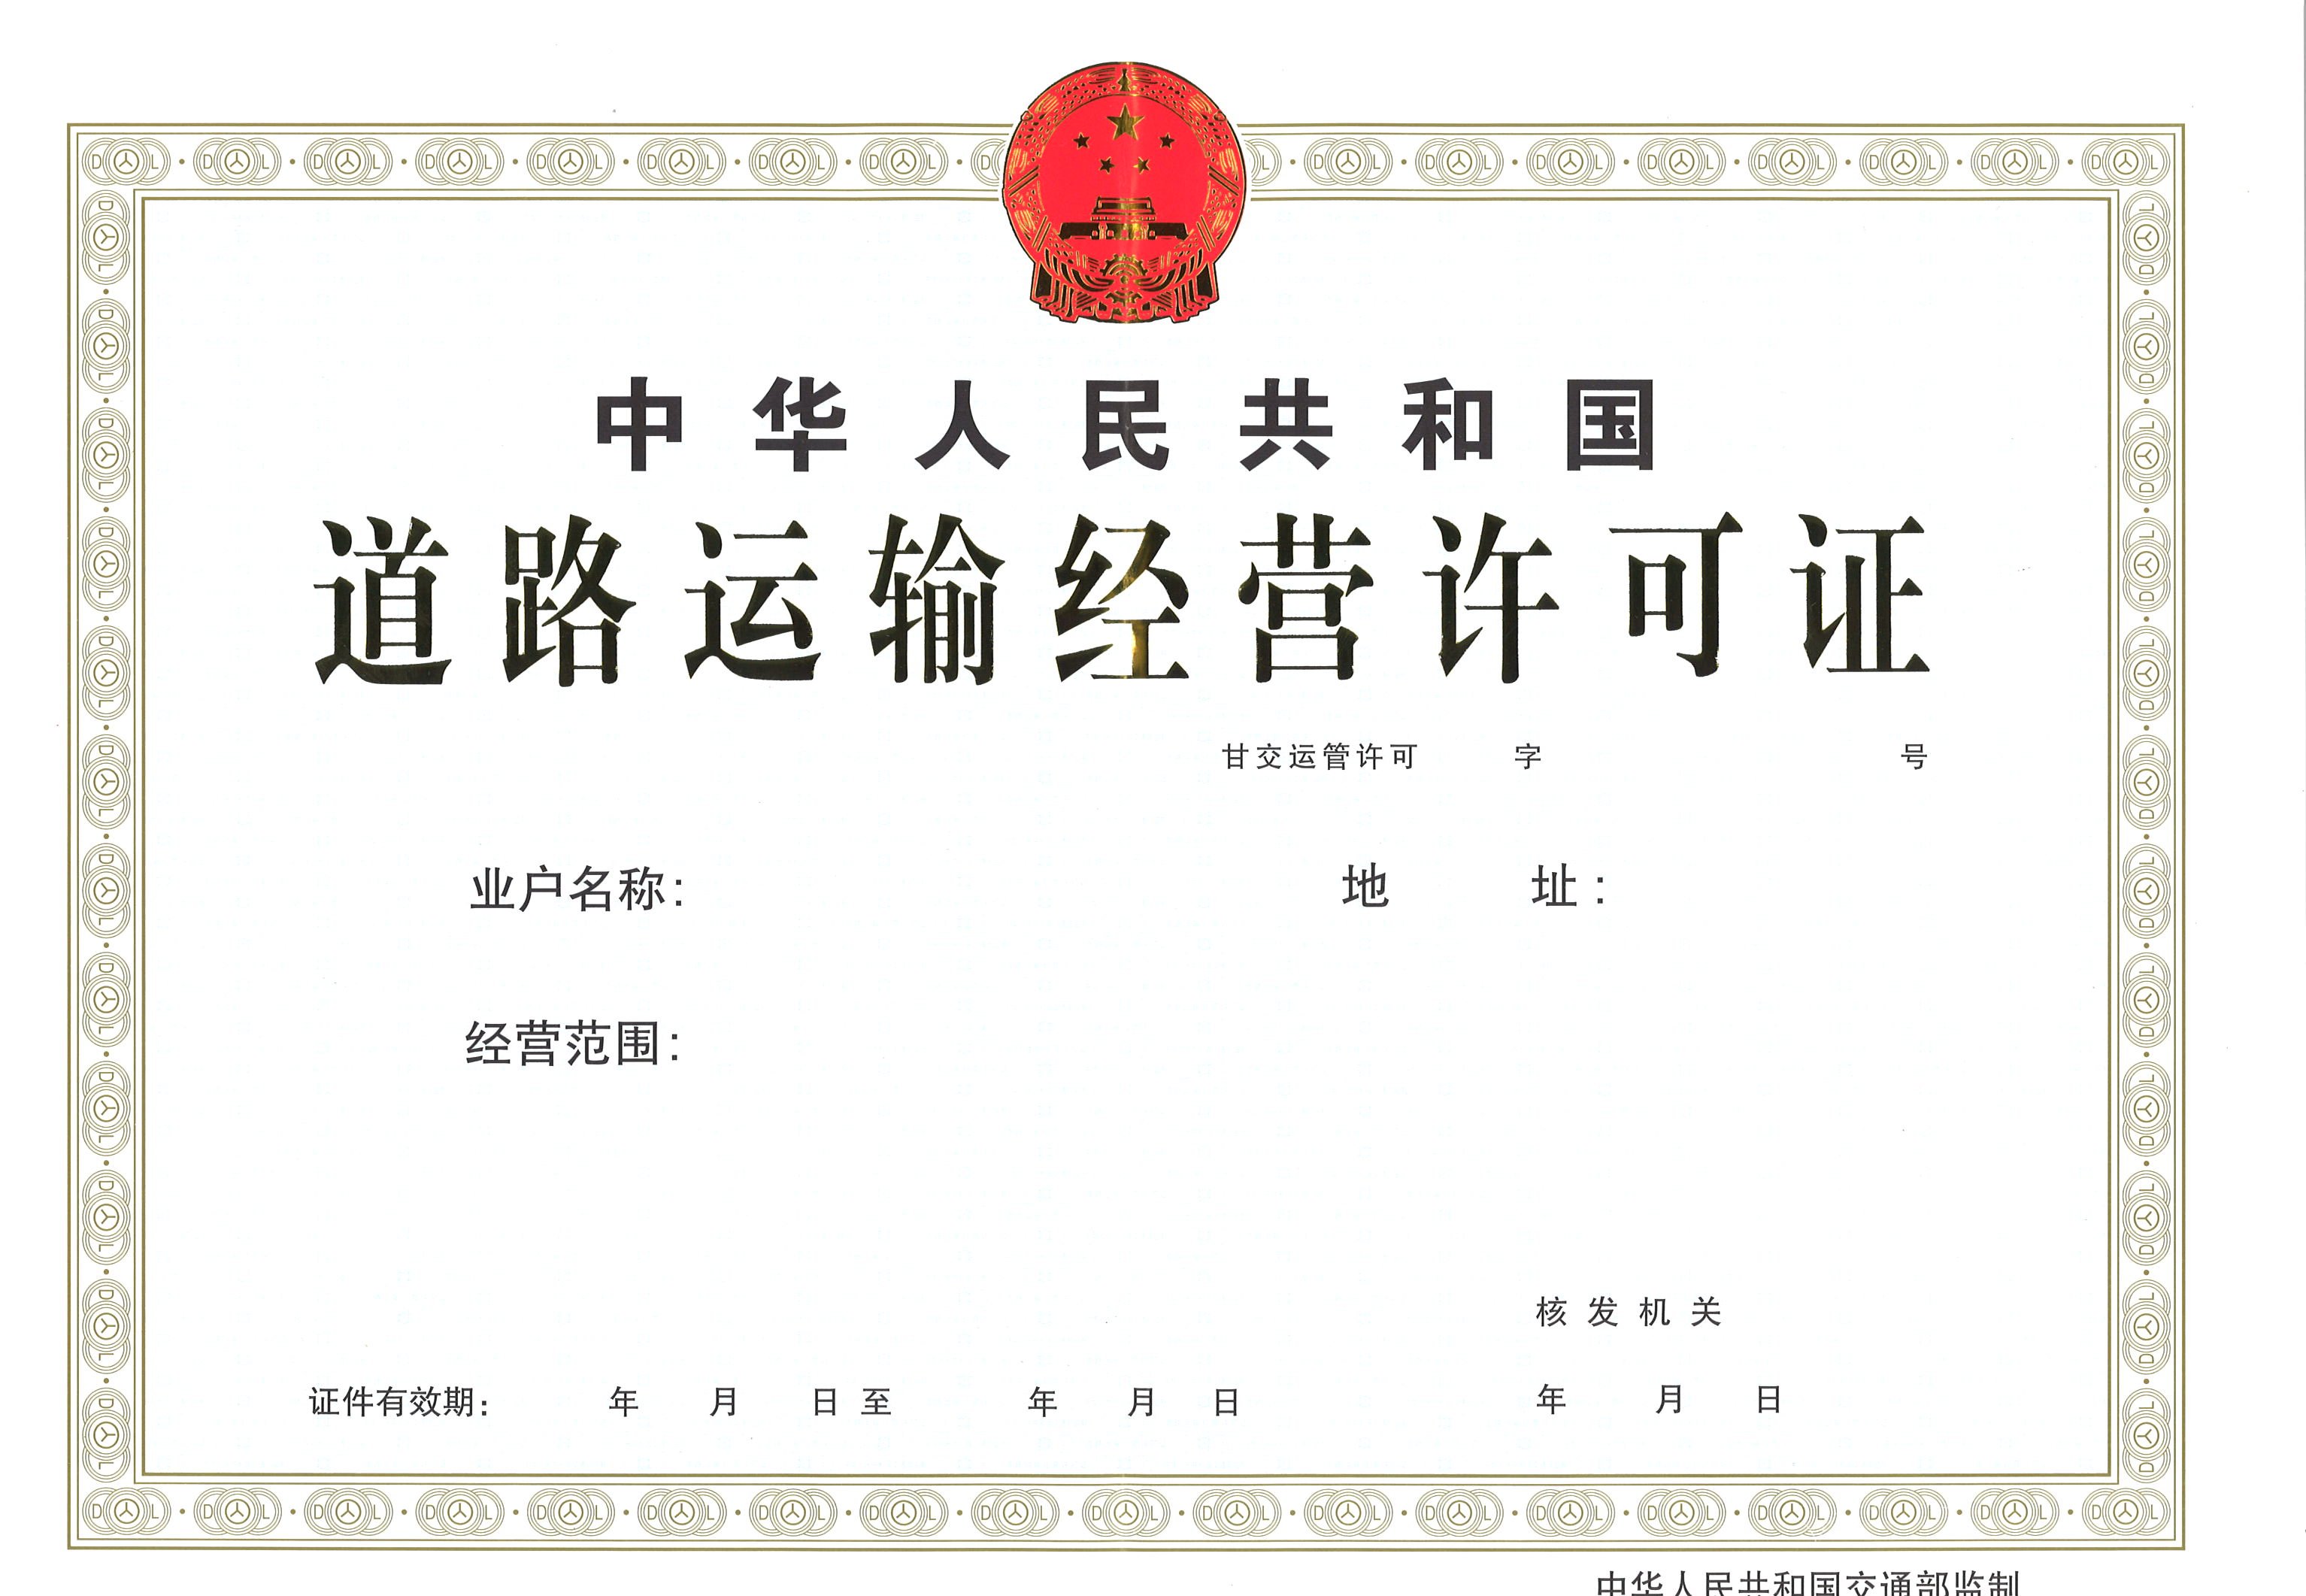 中华人民共和国
道路运输经营许可证
甘交运管许可 字 号
业户名称: 地 址:
经营范围:
核发机关
证件有效期: 年 月 日 至 年 月 日 年 月 日
中华人民共和国交通部监制